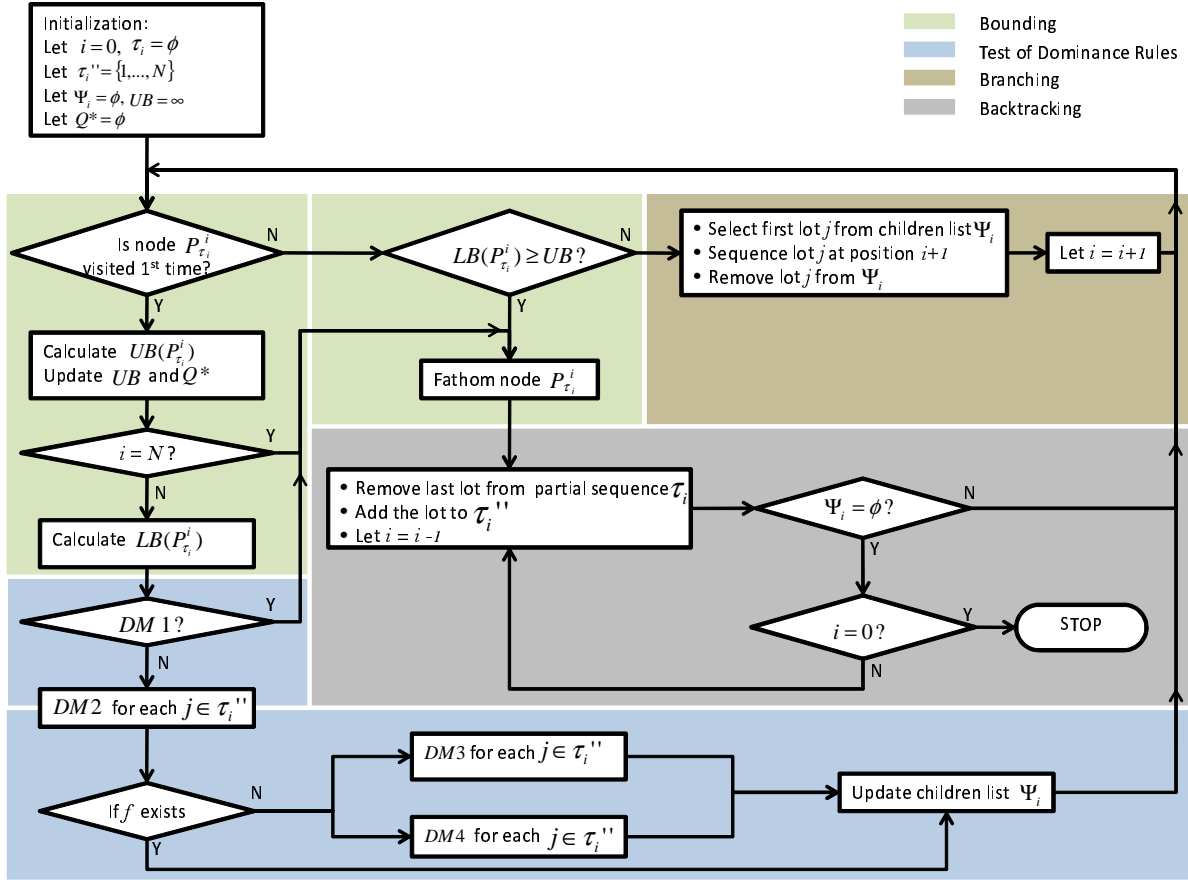 Initialization:
Let i=0, τ_i = ϕ
Let τ_i''={1,...,N}
Let Ψ_i = ϕ, UB = ∞
Let Q* = ϕ
Bounding
Test of Dominance Rules
Branching
Backtracking
Is node P_{τ_i}^i
visited 1st time?
N
Y
LB(P_{τ_i}^i) ≥ UB?
N
Y
• Select first lot j from children list Ψ_i
• Sequence lot j at position i+1
• Remove lot j from Ψ_i
Let i = i+1
Calculate UB(P_{τ_i}^i)
Update UB and Q*
Fathom node P_{τ_i}^i
i = N?
Y
N
• Remove last lot from partial sequence τ_i
• Add the lot to τ_i''
• Let i = i-1
Ψ_i = ϕ?
N
Y
Calculate LB(P_{τ_i}^i)
DM 1?
Y
N
i = 0?
Y
N
STOP
DM2 for each j ∈ τ_i''
If f exists
N
Y
DM3 for each j ∈ τ_i''
DM4 for each j ∈ τ_i''
Update children list Ψ_i